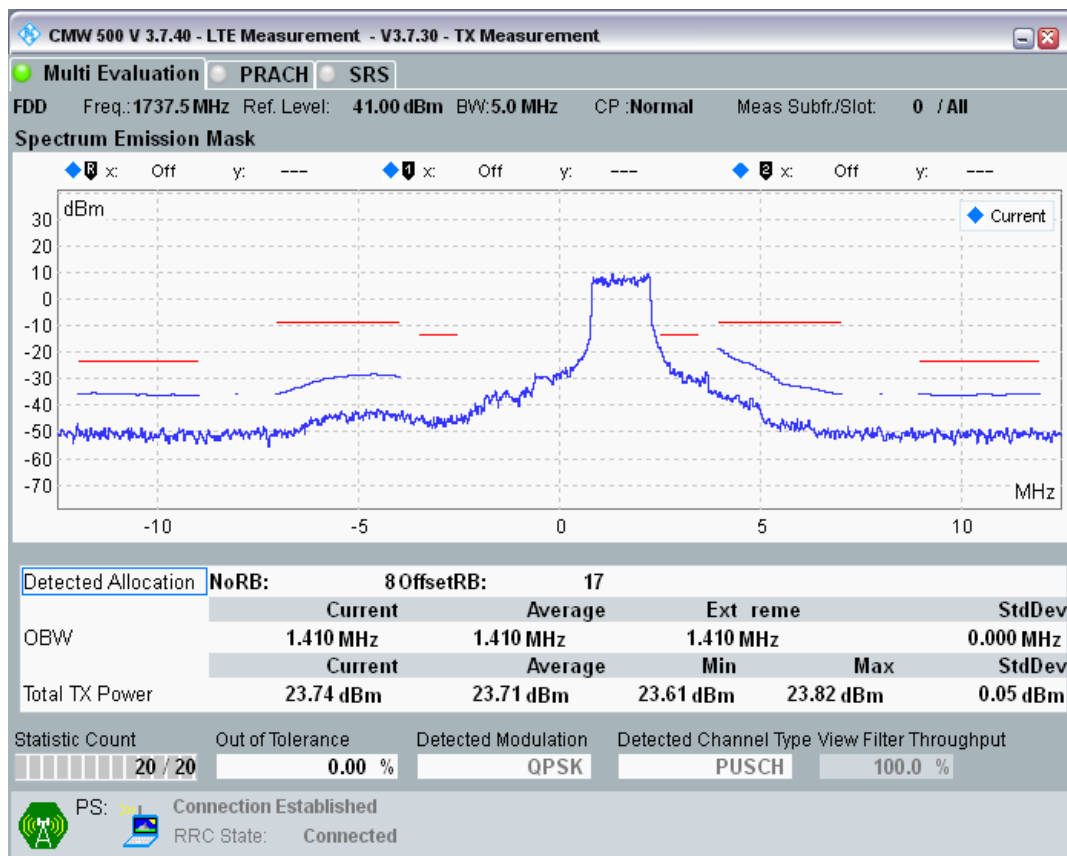 CMW 500 V 3.7.40 - LTE Measurement - V3.7.30 - TX Measurement
Multi Evaluation PRACH SRS
FDD Freq.:1737.5 MHz Ref. Level: 41.00 dBm BW:5.0 MHz CP :Normal Meas Subfr./Slot: 0 / All
Spectrum Emission Mask
R x: Off y: --- 1 x: Off y: --- 2 x: Off y: ---
dBm
Current
30
20
10
0
-10
-20
-30
-40
-50
-60
-70
MHz
-10 -5 0 5 10
Detected Allocation NoRB: 8 OffsetRB: 17
Current Average Ext reme StdDev
OBW 1.410 MHz 1.410 MHz 1.410 MHz 0.000 MHz
Current Average Min Max StdDev
Total TX Power 23.74 dBm 23.71 dBm 23.61 dBm 23.82 dBm 0.05 dBm
Statistic Count Out of Tolerance Detected Modulation Detected Channel Type View Filter Throughput
20 / 20 0.00 % QPSK PUSCH 100.0 %
PS: Connection Established
RRC State: Connected